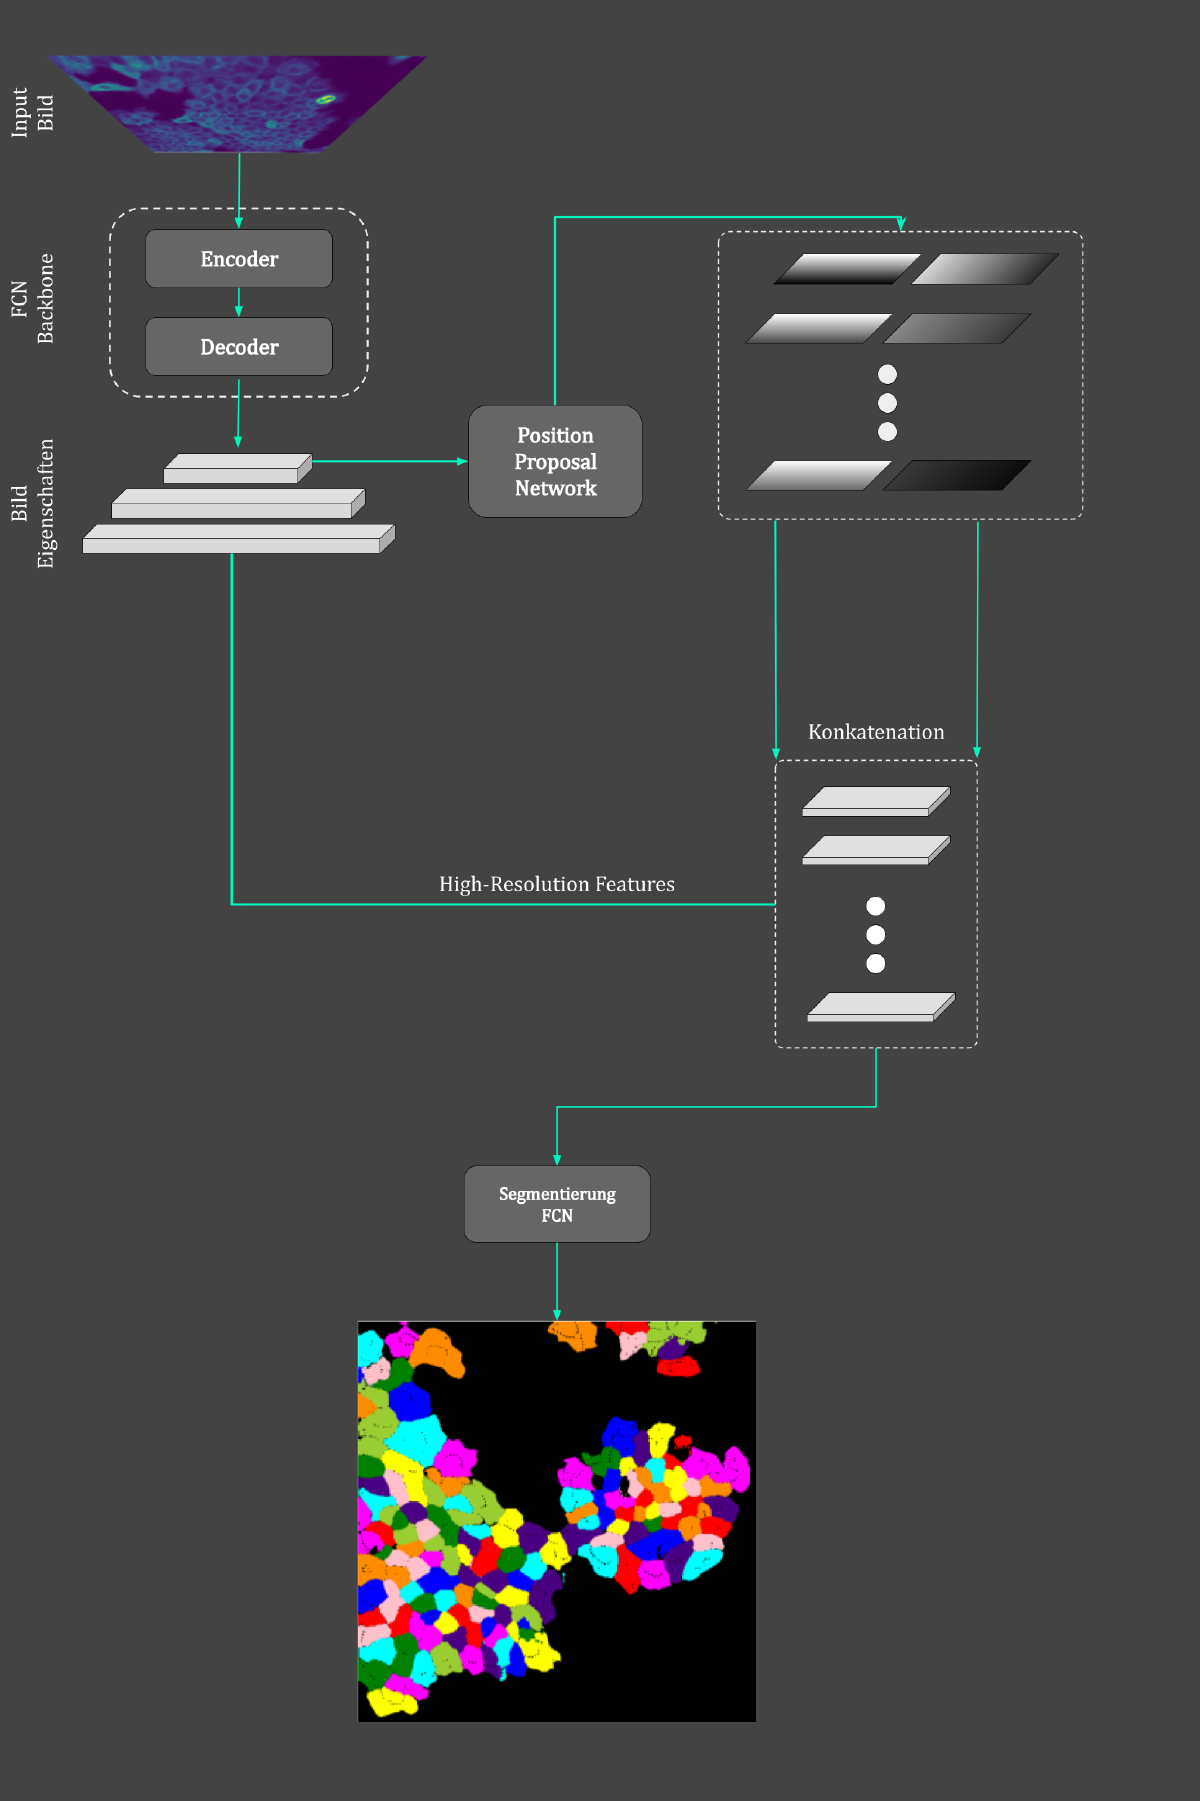 Input
Bild
FCN
Backbone
Encoder
Decoder
Bild
Eigenschaften
Position
Proposal
Network
Konkatenation
High-Resolution Features
Segmentierung
FCN